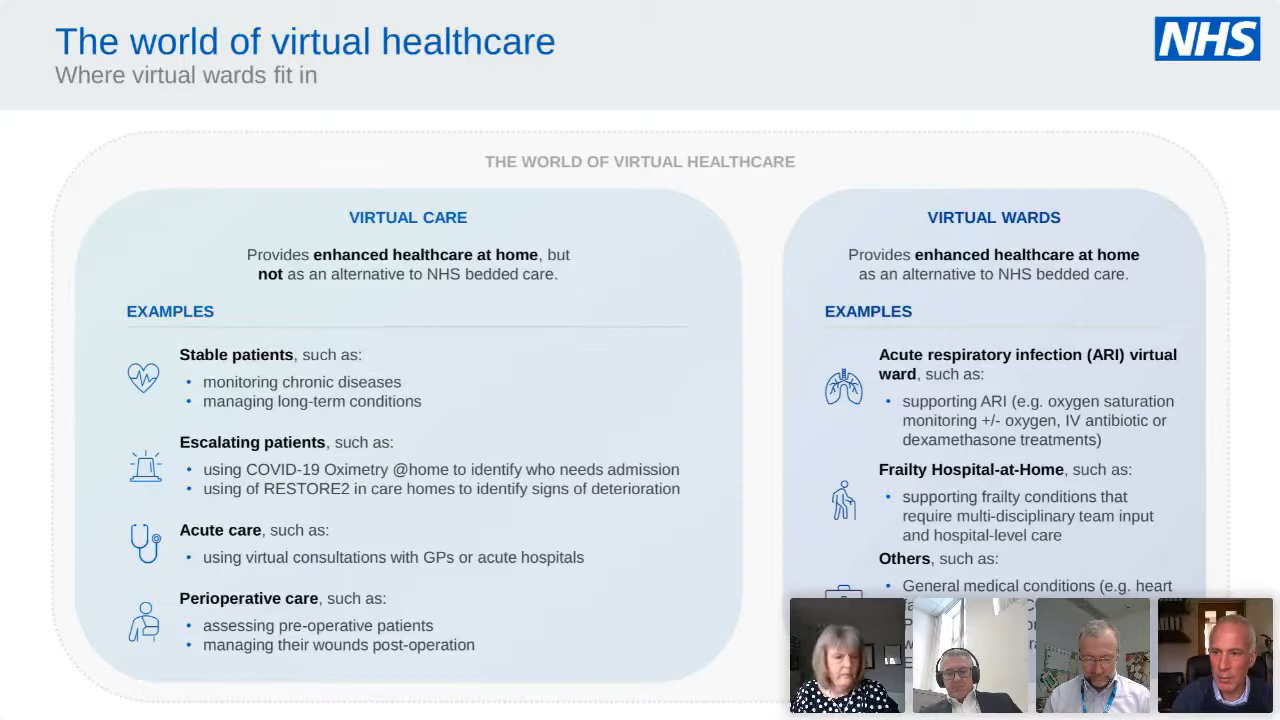 The world of virtual healthcare
Where virtual wards fit in
NHS
THE WORLD OF VIRTUAL HEALTHCARE
VIRTUAL CARE
Provides enhanced healthcare at home, but
not as an alternative to NHS bedded care.
EXAMPLES
Stable patients, such as:
• monitoring chronic diseases
• managing long-term conditions
Escalating patients, such as:
• using COVID-19 Oximetry @home to identify who needs admission
• using of RESTORE2 in care homes to identify signs of deterioration
Acute care, such as:
• using virtual consultations with GPs or acute hospitals
Perioperative care, such as:
• assessing pre-operative patients
• managing their wounds post-operation
VIRTUAL WARDS
Provides enhanced healthcare at home
as an alternative to NHS bedded care.
EXAMPLES
Acute respiratory infection (ARI) virtual
ward, such as:
• supporting ARI (e.g. oxygen saturation
monitoring +/- oxygen, IV antibiotic or
dexamethasone treatments)
Frailty Hospital-at-Home, such as:
• supporting frailty conditions that
require multi-disciplinary team input
and hospital-level care
Others, such as:
• General medical conditions (e.g. heart